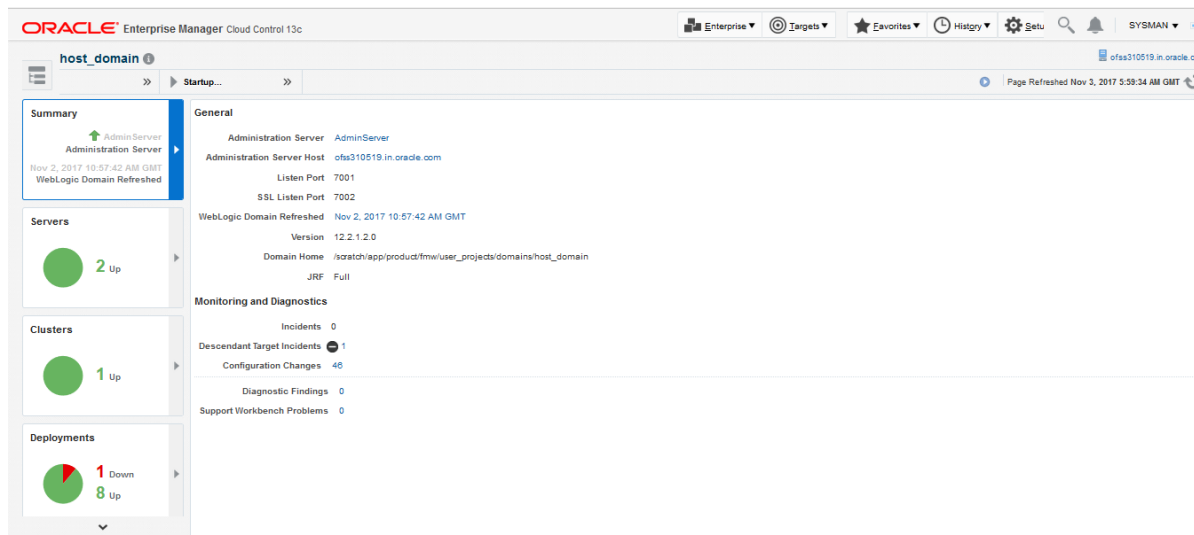 ORACLE Enterprise Manager Cloud Control 13c
Enterprise Targets Favorites History Setu SYSMAN
host_domain ofss310519.in.oracle.c
Startup... Page Refreshed Nov 3, 2017 5:59:34 AM GMT
Summary
AdminServer
Administration Server
Nov 2, 2017 10:57:42 AM GMT
WebLogic Domain Refreshed
Servers
2 Up
Clusters
1 Up
Deployments
1 Down
8 Up
General
Administration Server AdminServer
Administration Server Host ofss310519.in.oracle.com
Listen Port 7001
SSL Listen Port 7002
WebLogic Domain Refreshed Nov 2, 2017 10:57:42 AM GMT
Version 12.2.1.2.0
Domain Home /scratch/app/product/fmw/user_projects/domains/host_domain
JRF Full
Monitoring and Diagnostics
Incidents 0
Descendant Target Incidents 1
Configuration Changes 46
Diagnostic Findings 0
Support Workbench Problems 0